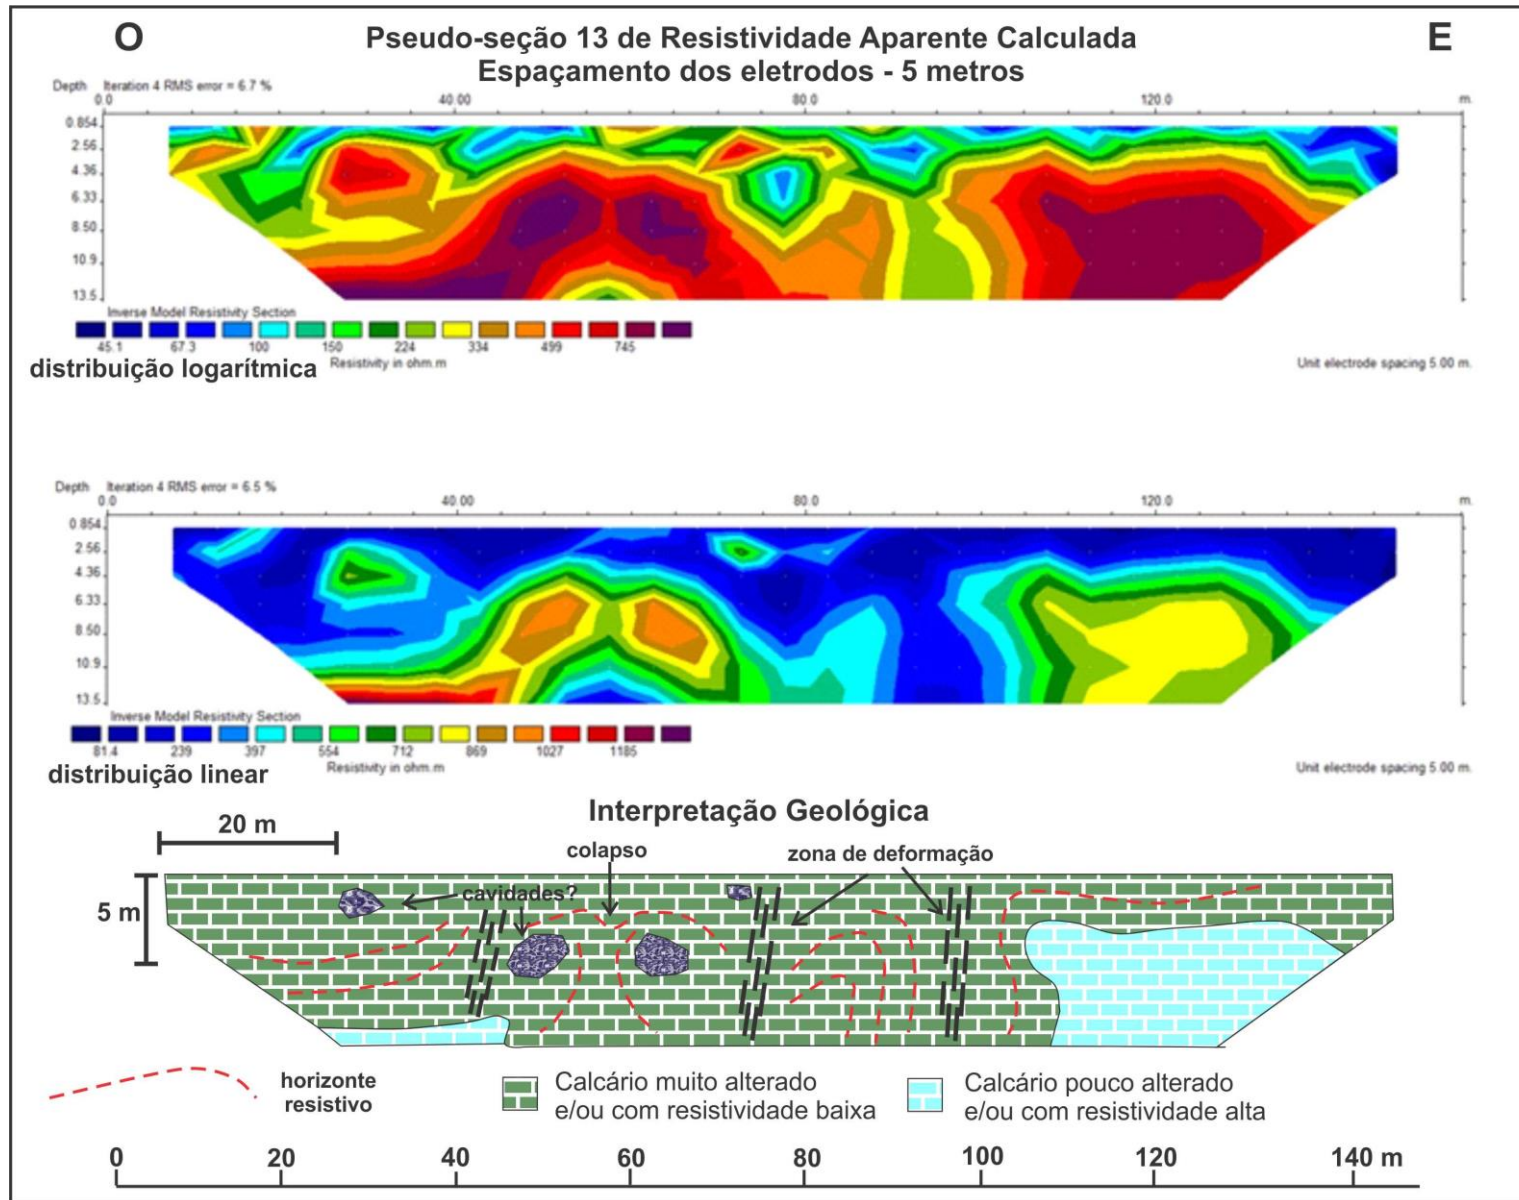 O
Pseudo-seção 13 de Resistividade Aparente Calculada
E
Espaçamento dos eletrodos - 5 metros
Depth Iteration 4 RMS error = 6.7 %
0.0 40.00 80.0 120.0 m.
0.854
2.56
4.36
6.33
8.50
10.9
13.5
Inverse Model Resistivity Section
45.1 67.3 100 150 224 334 499 745
Resistivity in ohm.m
Unit electrode spacing 5.00 m.
distribuição logarítmica
Depth Iteration 4 RMS error = 6.5 %
0.0 40.00 80.0 120.0 m.
0.854
2.56
4.36
6.33
8.50
10.9
13.5
Inverse Model Resistivity Section
81.4 239 397 554 712 869 1027 1185
Resistivity in ohm.m
Unit electrode spacing 5.00 m.
distribuição linear
Interpretação Geológica
20 m
colapso
zona de deformação
cavidades?
5 m
horizonte
resistivo
Calcário muito alterado
e/ou com resistividade baixa
Calcário pouco alterado
e/ou com resistividade alta
0 20 40 60 80 100 120 140 m